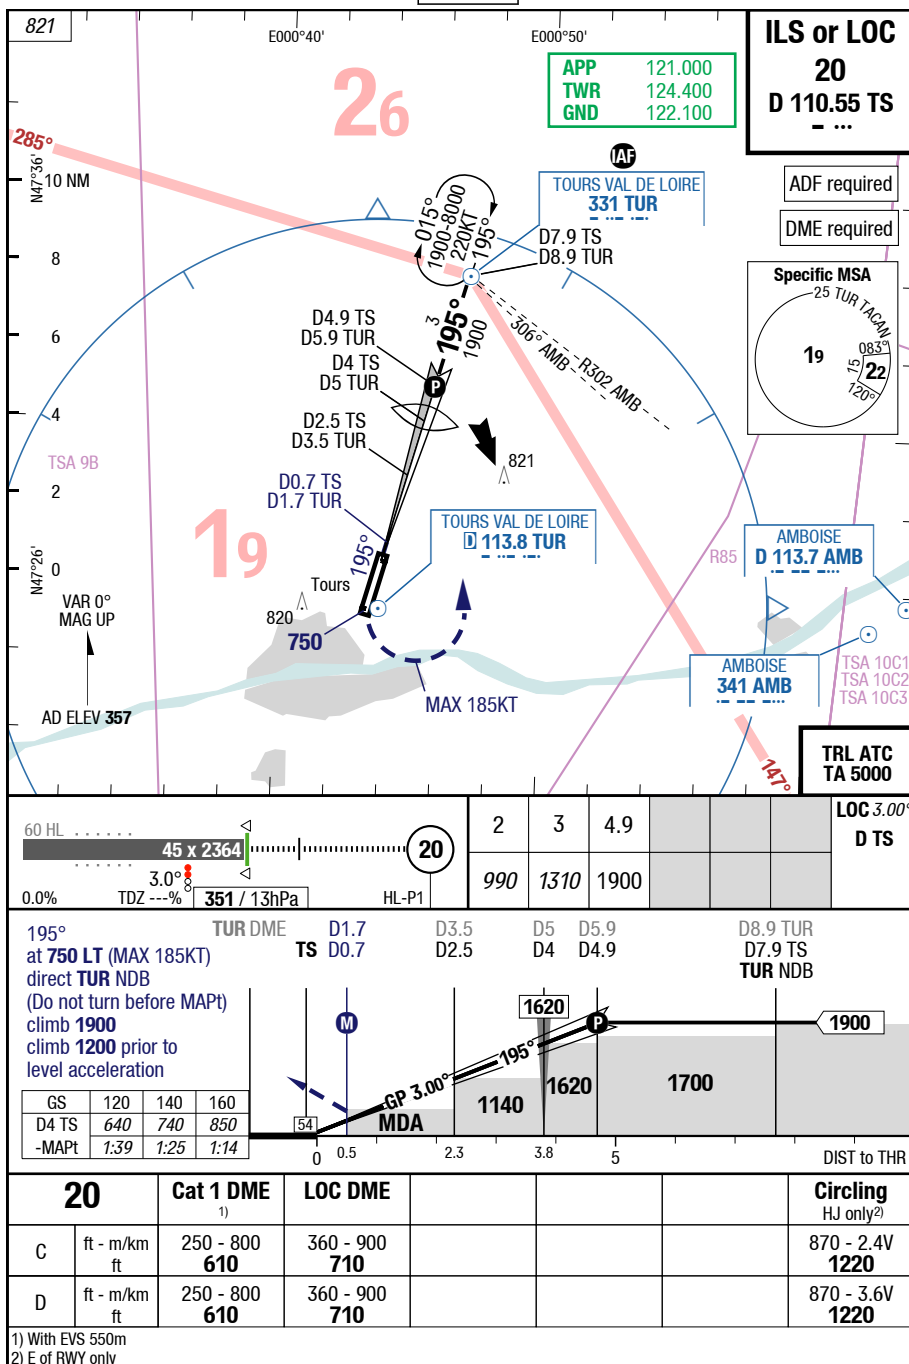 821
E000°40'
E000°50'
ILS or LOC
20
D 110.55 TS
APP 121.000
TWR 124.400
GND 122.100
26
285°
N47°36'
10 NM
8
6
4
2
0
N47°26'
IAF
TOURS VAL DE LOIRE
331 TUR
ADF required
DME required
015°
1900-8000
220KT
195°
D7.9 TS
D8.9 TUR
Specific MSA
25 TUR TACAN
19
083°
15
22
120°
195°
3
1900
306° AMB
R302 AMB
D4.9 TS
D5.9 TUR
D4 TS
D5 TUR
P
D2.5 TS
D3.5 TUR
821
TSA 9B
D0.7 TS
D1.7 TUR
19
195°
TOURS VAL DE LOIRE
D 113.8 TUR
R85
AMBOISE
D 113.7 AMB
Tours
820
750
VAR 0°
MAG UP
AD ELEV 357
MAX 185KT
AMBOISE
341 AMB
TSA 10C1
TSA 10C2
TSA 10C3
147°
TRL ATC
TA 5000
60 HL
45 x 2364
20
3.0°
0.0%
TDZ ---%
351 / 13hPa
HL-P1
2 3 4.9
990 1310 1900
LOC 3.00°
D TS
195°
at 750 LT (MAX 185KT)
direct TUR NDB
(Do not turn before MAPt)
climb 1900
climb 1200 prior to
level acceleration
TUR DME D1.7 D3.5 D5 D5.9 D8.9 TUR
TS D0.7 D2.5 D4 D4.9 D7.9 TS
TUR NDB
M
1620
P
1900
GP 3.00°
195°
54
MDA
1140
1620
1700
0 0.5 2.3 3.8 5 DIST to THR
GS 120 140 160
D4 TS 640 740 850
-MAPt 1:39 1:25 1:14
20 Cat 1 DME LOC DME Circling
1) HJ only2)
C ft - m/km 250 - 800 360 - 900 870 - 2.4V
ft 610 710 1220
D ft - m/km 250 - 800 360 - 900 870 - 3.6V
ft 610 710 1220
1) With EVS 550m
2) E of RWY only